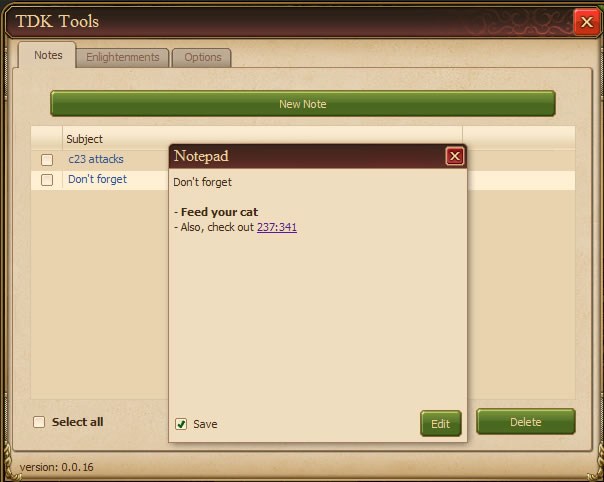 TDK Tools
Notes Enlightenments Options
New Note
Subject
c23 attacks
Don't forget
Notepad
Don't forget
- Feed your cat
- Also, check out 237:341
Save Edit
Select all Delete
version: 0.0.16